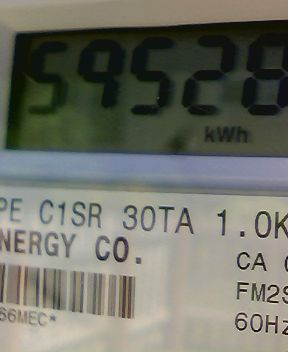 59528
kWh
PE C1SR 30TA 1.0K
NERGY CO.
CA
FM2S
66MEC*
60Hz